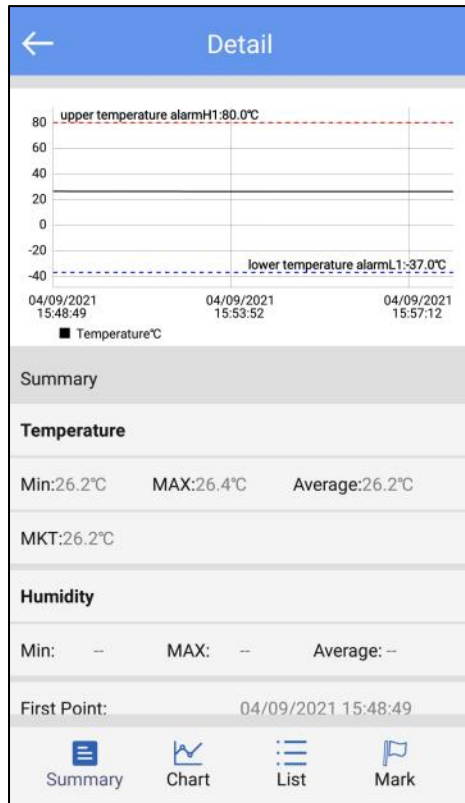 Detail
upper temperature alarmH1:80.0℃
80
60
40
20
0
-20
lower temperature alarmL1:-37.0℃
-40
04/09/2021 04/09/2021 04/09/2021
15:48:49 15:53:52 15:57:12
Temperature℃
Summary
Temperature
Min:26.2℃ MAX:26.4℃ Average:26.2℃
MKT:26.2℃
Humidity
Min: -- MAX: -- Average: --
First Point: 04/09/2021 15:48:49
Summary Chart List Mark